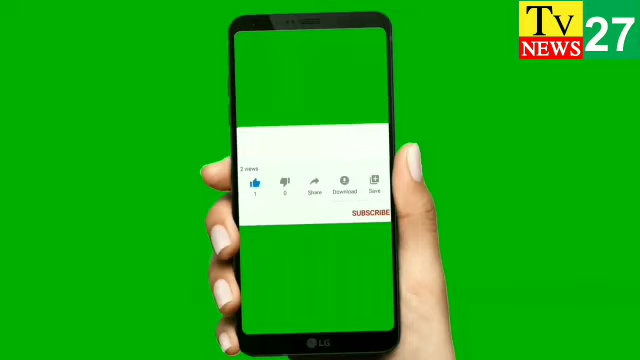 Tv
NEWS 27
2 views
1 0 Share Download Save
SUBSCRIBE
LG